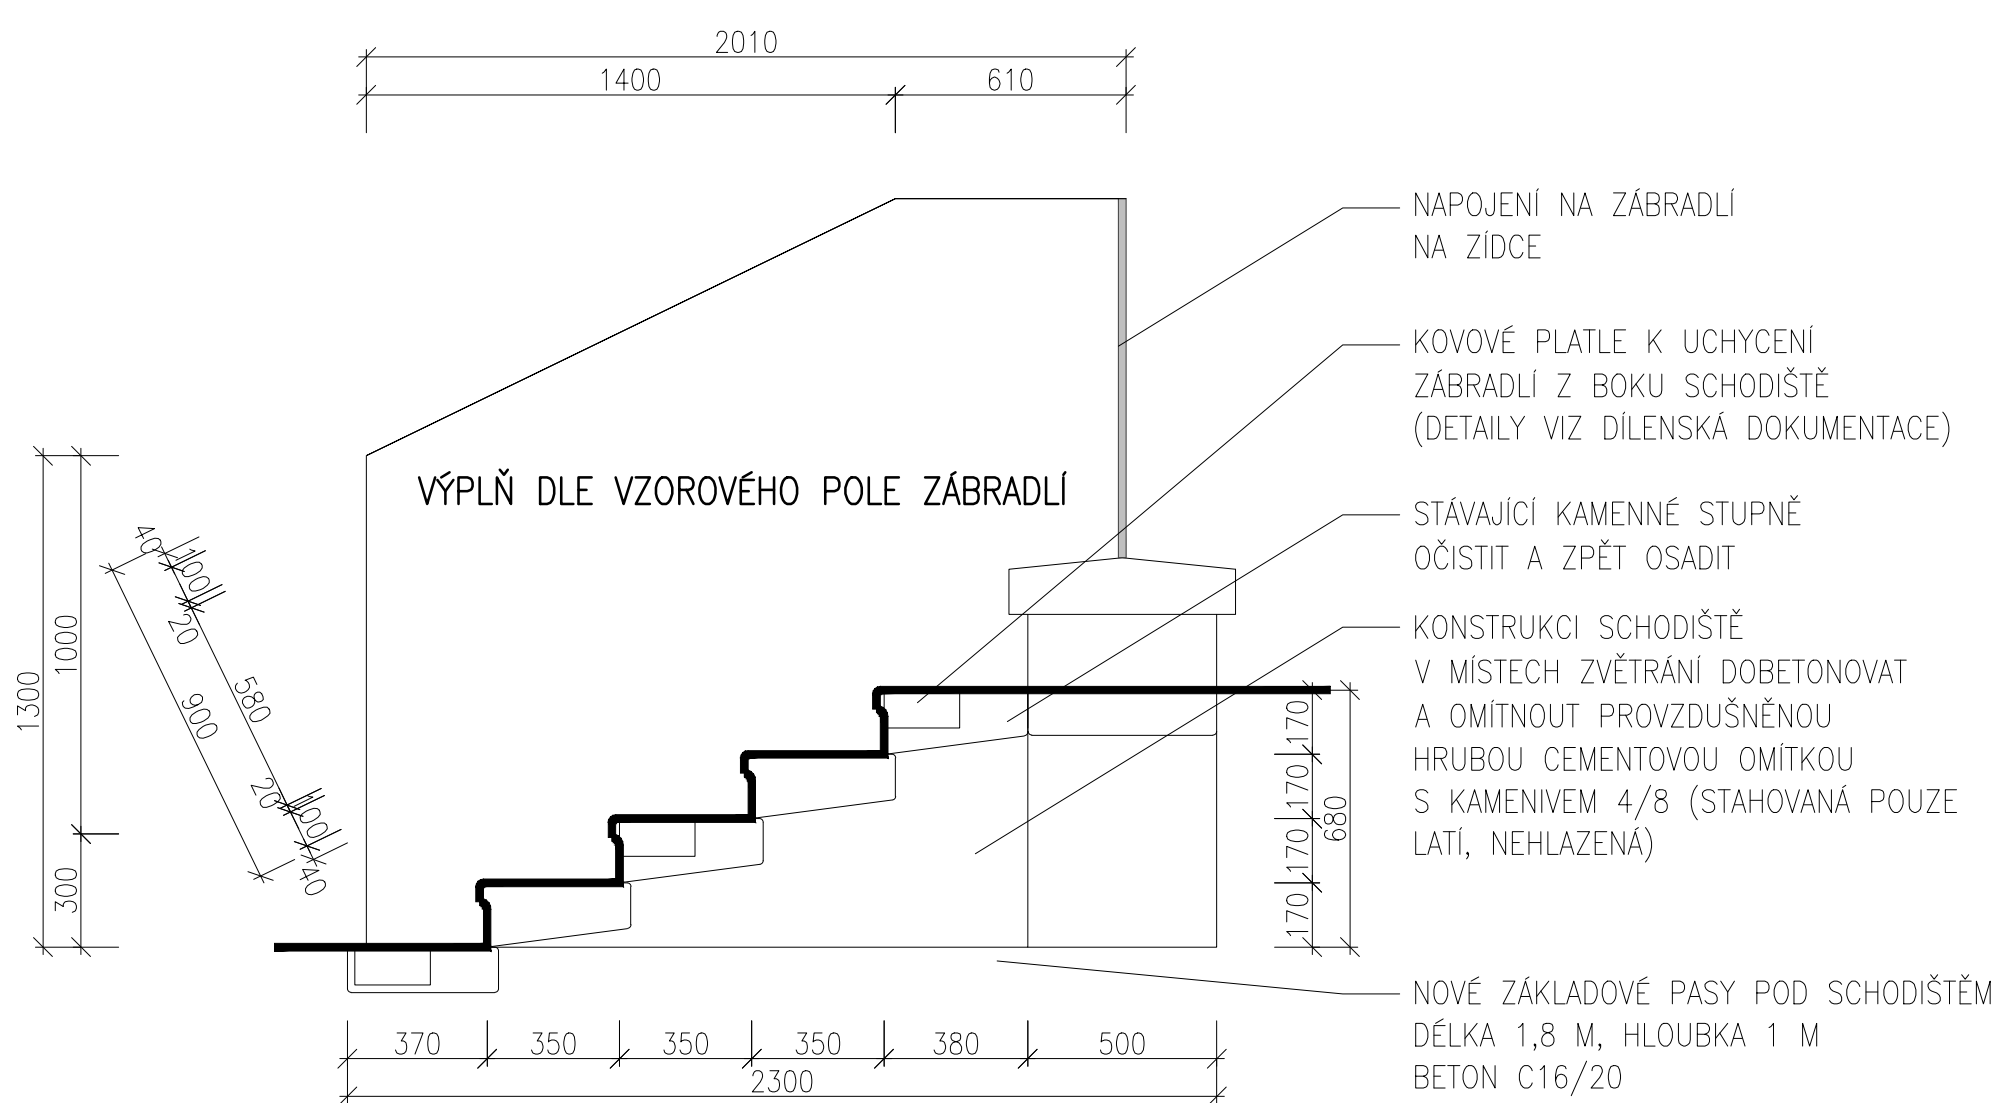 2010
1400
610
NAPOJENÍ NA ZÁBRADLÍ
NA ZÍDCE
KOVOVÉ PLATLE K UCHYCENÍ
ZÁBRADLÍ Z BOKU SCHODIŠTĚ
(DETAILY VIZ DÍLENSKÁ DOKUMENTACE)
VÝPLŇ DLE VZOROVÉHO POLE ZÁBRADLÍ
STÁVAJÍCÍ KAMENNÉ STUPNĚ
OČISTIT A ZPĚT OSADIT
KONSTRUKCI SCHODIŠTĚ
V MÍSTECH ZVĚTRÁNÍ DOBETONOVAT
A OMÍTNOUT PROVZDUŠNĚNOU
HRUBOU CEMENTOVOU OMÍTKOU
S KAMENIVEM 4/8 (STAHOVANÁ POUZE
LATÍ, NEHLAZENÁ)
NOVÉ ZÁKLADOVÉ PASY POD SCHODIŠTĚM
DÉLKA 1,8 M, HLOUBKA 1 M
BETON C16/20
1300
1000
300
40
100
20
580
900
20
100
40
170
170
170
170
680
370
350
350
350
380
500
2300